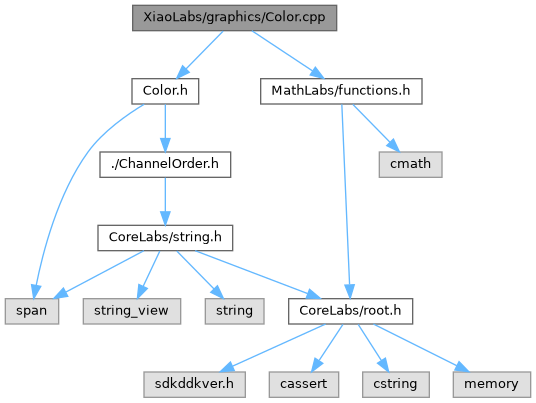 XiaoLabs/graphics/Color.cpp
Color.h
MathLabs/functions.h
./ChannelOrder.h
cmath
CoreLabs/string.h
span
string_view
string
CoreLabs/root.h
sdkddkver.h
cassert
cstring
memory